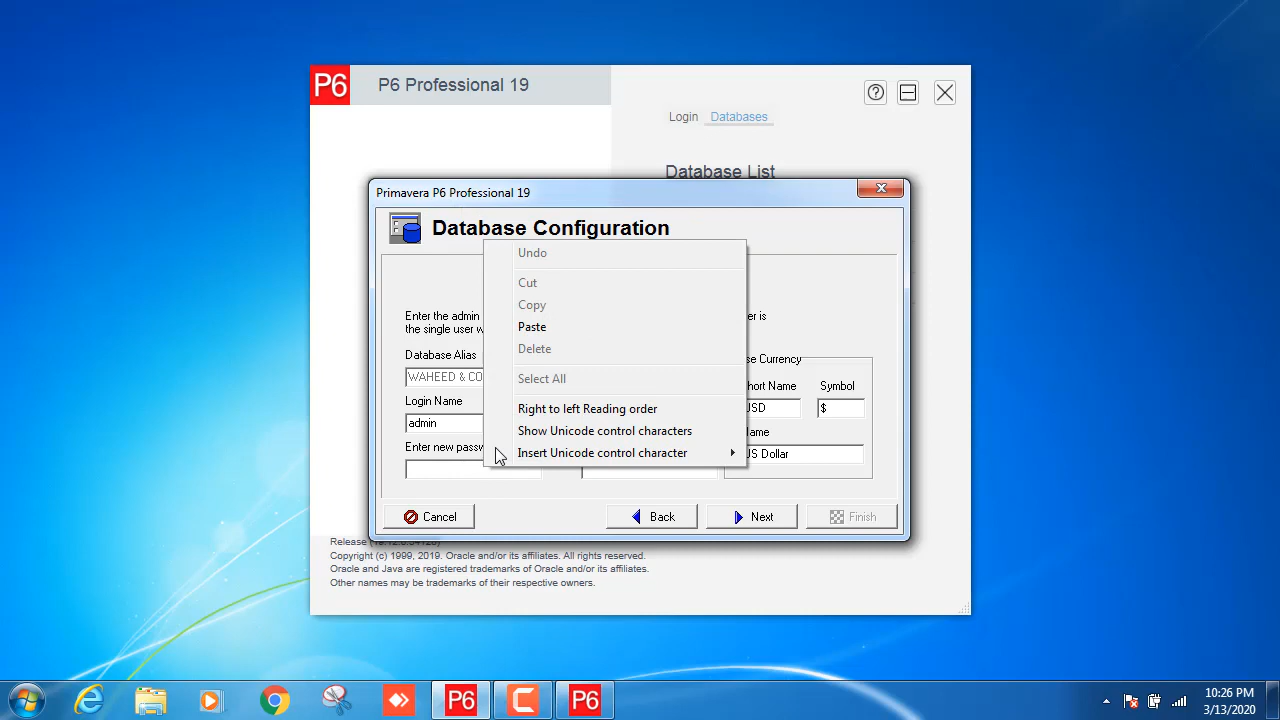 P6 P6 Professional 19
Login Databases
Database List
Primavera P6 Professional 19
Database Configuration
Undo
Cut
Copy
Paste
Delete
Select All
Right to left Reading order
Show Unicode control characters
Insert Unicode control character
Enter the admin
the single user
er is
Database Alias
WAHEED & CO
Login Name
admin
Enter new
se Currency
hort Name Symbol
USD $
ame
US Dollar
Cancel Back Next Finish
Release
Copyright (c) 1999, 2019. Oracle and/or its affiliates. All rights reserved.
Oracle and Java are registered trademarks of Oracle and/or its affiliates.
Other names may be trademarks of their respective owners.
P6 P6
10:26 PM
3/13/2020